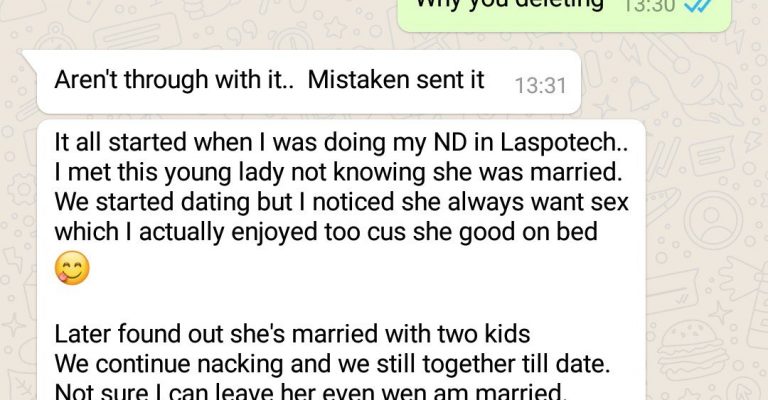 Why you deleting 13:30
Aren't through with it.. Mistaken sent it 13:31
It all started when I was doing my ND in Laspotech..
I met this young lady not knowing she was married.
We started dating but I noticed she always want sex
which I actually enjoyed too cus she good on bed
😋
Later found out she's married with two kids
We continue nacking and we still together till date.
Not sure I can leave her even wen am married.